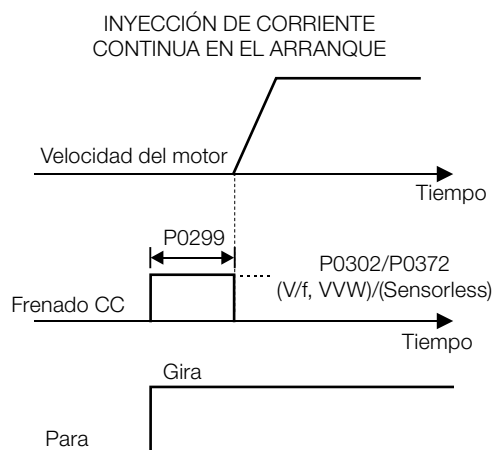 INYECCIÓN DE CORRIENTE
CONTINUA EN EL ARRANQUE
Velocidad del motor
Tiempo
P0299
P0302/P0372
(V/f, VVW)/(Sensorless)
Frenado CC
Tiempo
Gira
Para